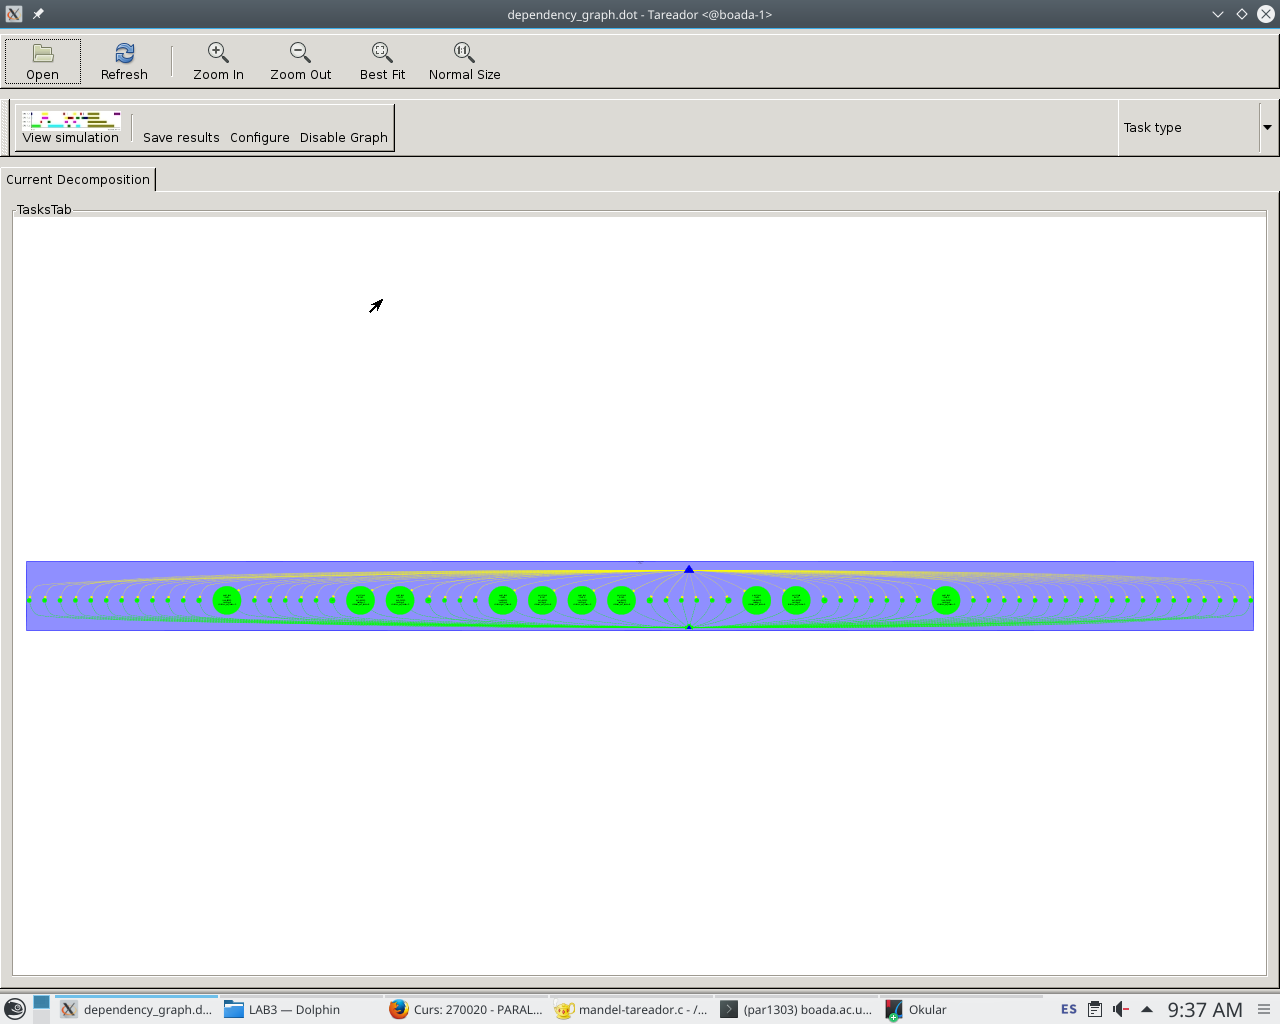 dependency_graph.dot - Tareador <@boada-1>
Open Refresh Zoom In Zoom Out Best Fit Normal Size
View simulation Save results Configure Disable Graph Task type
Current Decomposition
TasksTab
dependency_graph.d... LAB3 — Dolphin Curs: 270020 - PARAL... mandel-tareador.c - /... (par1303) boada.ac.u... Okular ES 9:37 AM